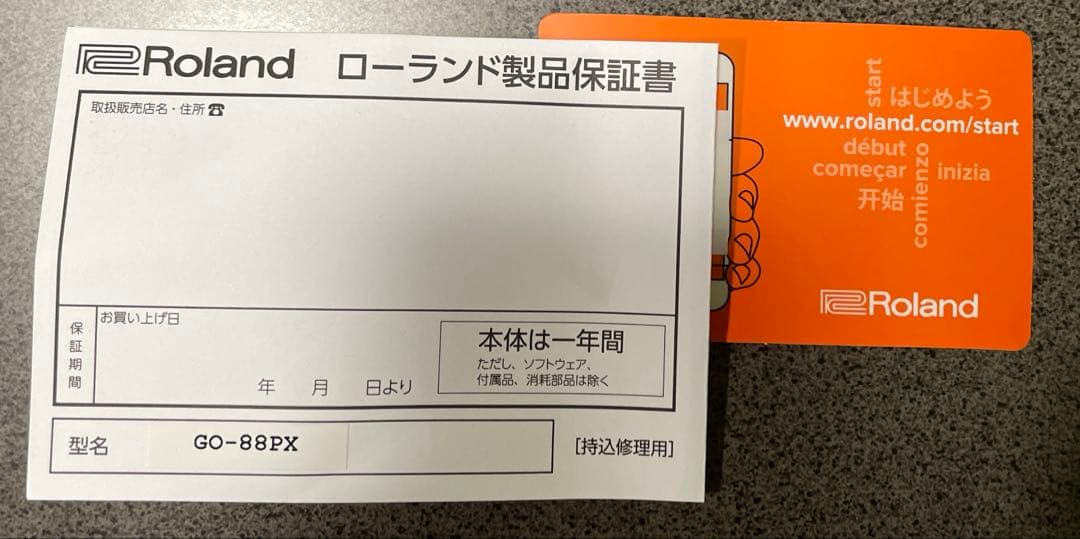 Roland ローランド製品保証書
取扱販売店名・住所☎
保証期間
お買い上げ日
年 月 日より
本体は一年間
ただし、ソフトウェア、
付属品、消耗部品は除く
型名 GO-88PX
[持込修理用]
start
はじめよう
www.roland.com/start
début
começar
comienzo
inizia
开始
Roland